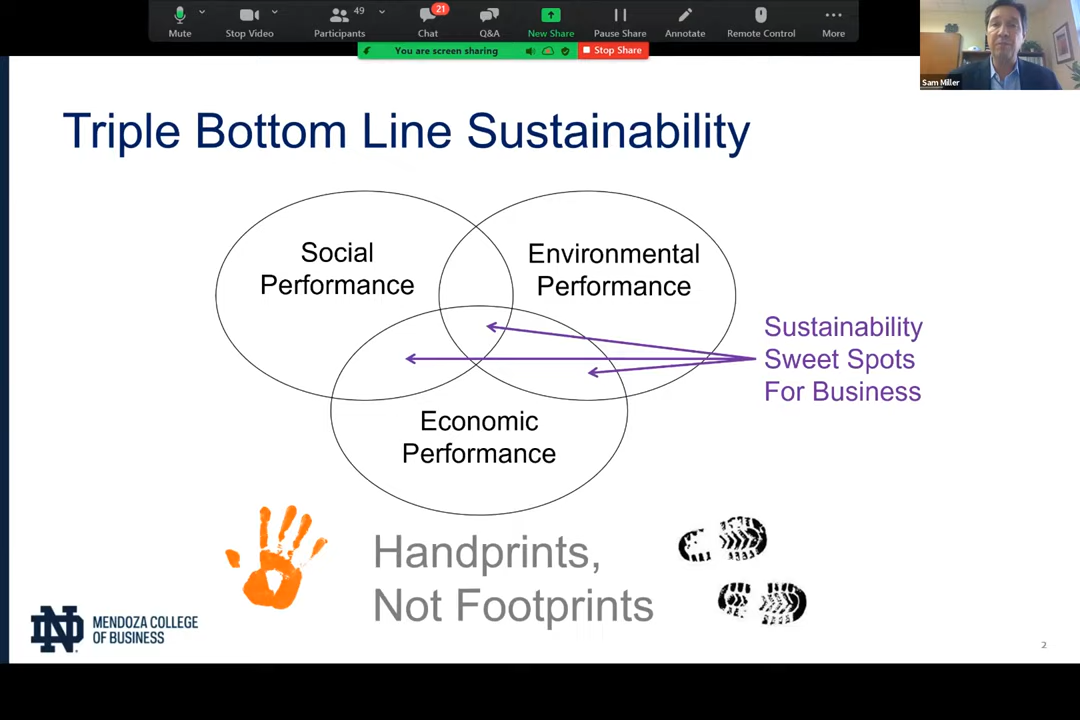 49
21
Mute
Stop Video
Participants
Chat
Q&A
New Share
Pause Share
Annotate
Remote Control
More
You are screen sharing
Stop Share
Sam Miller
Triple Bottom Line Sustainability
Social
Performance
Environmental
Performance
Sustainability
Sweet Spots
For Business
Economic
Performance
Handprints,
Not Footprints
ND
MENDOZA COLLEGE
OF BUSINESS
2